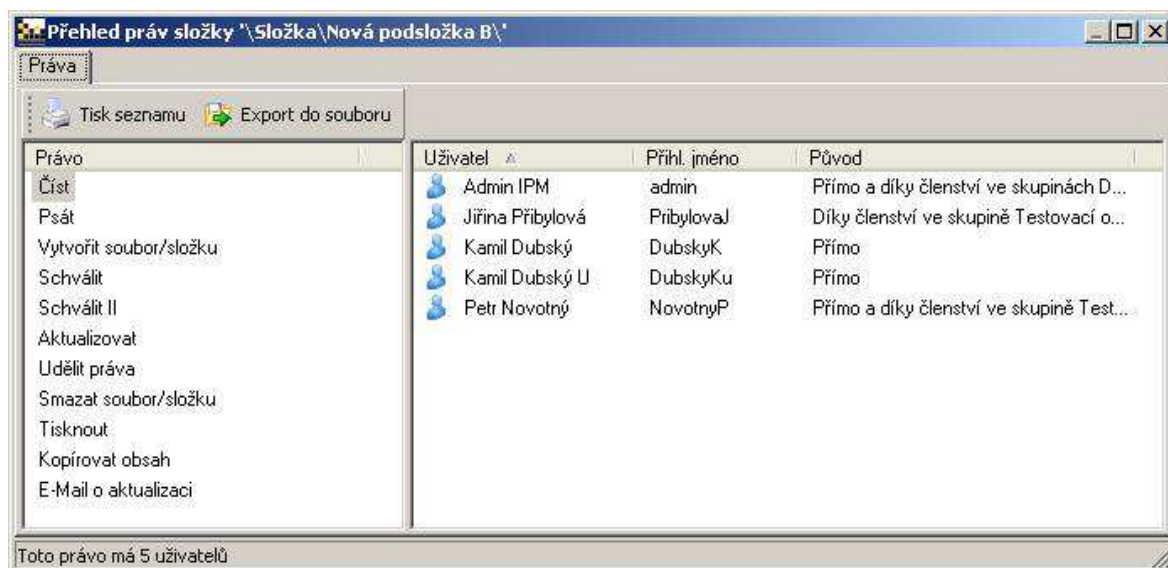 Přehled práv složky '\Složka\Nová podsložka B\'
Práva
Tisk seznamu Export do souboru
Právo
Číst
Psát
Vytvořit soubor/složku
Schválit
Schválit II
Aktualizovat
Udělit práva
Smazat soubor/složku
Tisknout
Kopírovat obsah
E-Mail o aktualizaci
Uživatel Přihl. jméno Původ
Admin IPM admin Přímo a díky členství ve skupinách D...
Jiřina Přibylová PribylovaJ Díky členství ve skupině Testovací o...
Kamil Dubský DubskyK Přímo
Kamil Dubský U DubskyKu Přímo
Petr Novotný NovotnyP Přímo a díky členství ve skupině Test...
Toto právo má 5 uživatelů